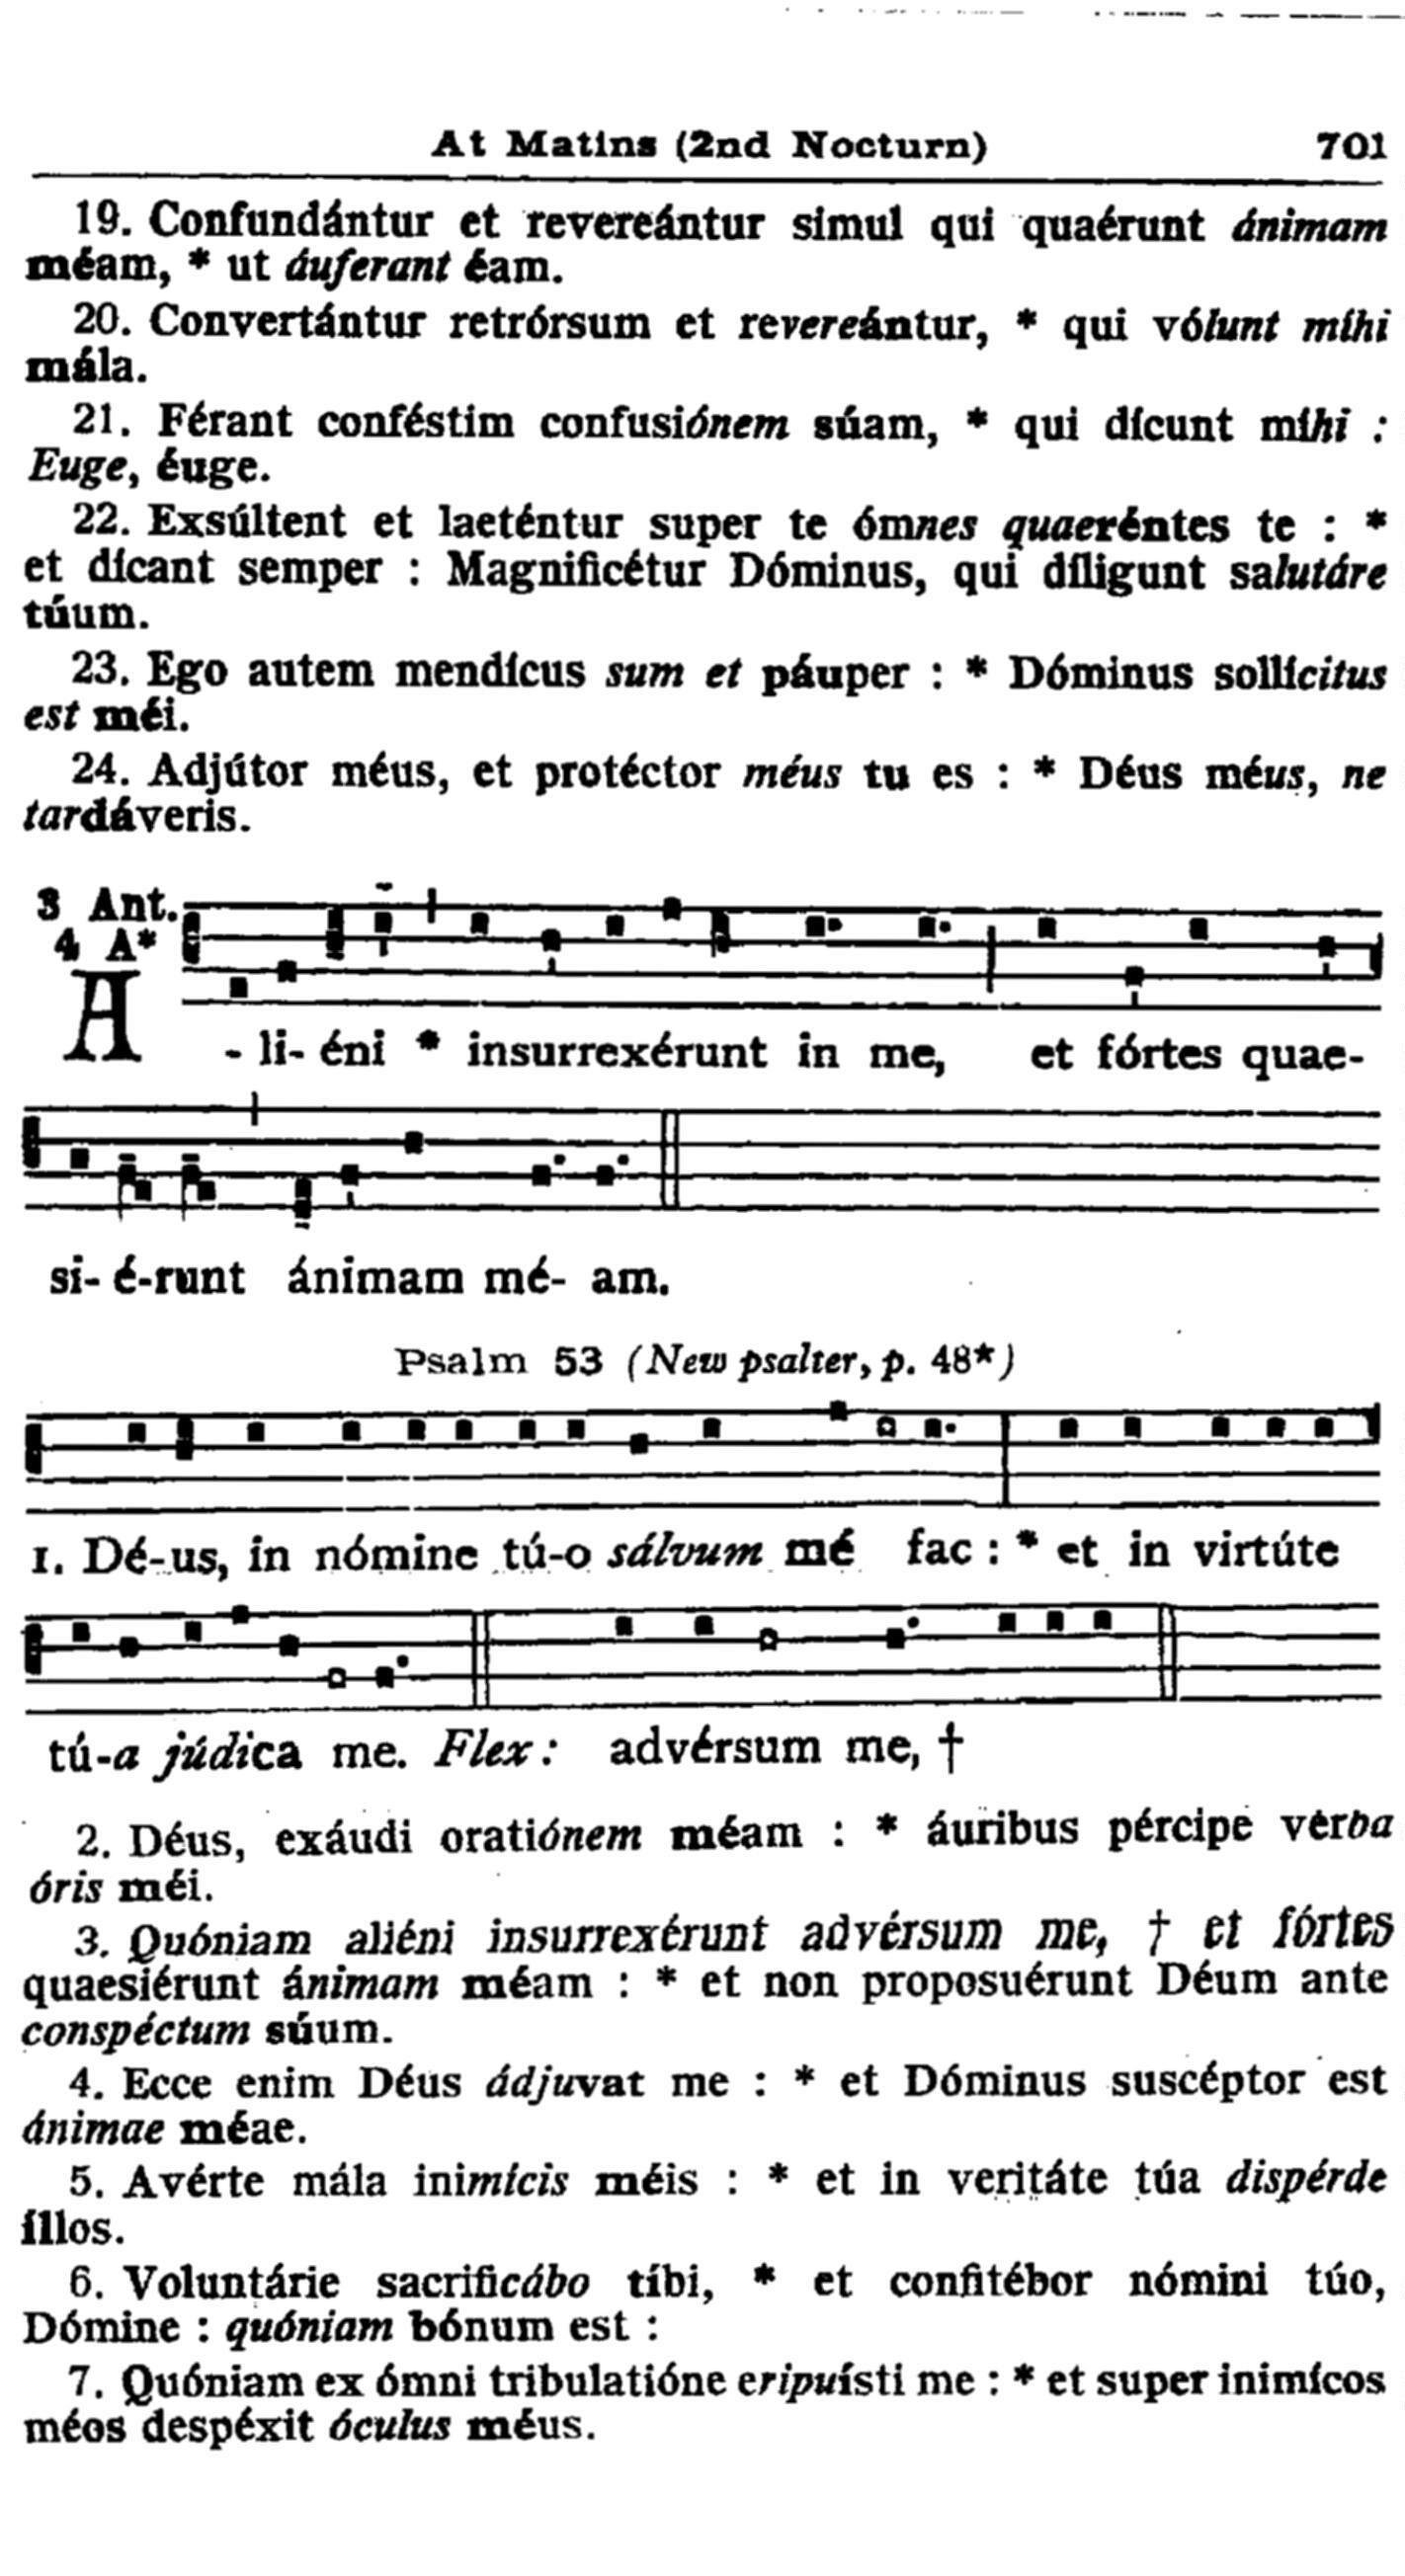 At Matins (2nd Nocturn) 701
19. Confundántur et revereántur simul qui quaérunt ánimam
méam, * ut áuferant éam.
20. Convertántur retrórsum et revereántur, * qui vólunt míhi
mála.
21. Férant conféstim confusiónem súam, * qui dícunt míhi :
Euge, éuge.
22. Exsúltent et laeténtur super te ómnes quaeréntes te : *
et dícant semper : Magnificétur Dóminus, qui díligunt salutáre
túum.
23. Ego autem mendícus sum et páuper : * Dóminus sollícitus
est méi.
24. Adjútor méus, et protéctor méus tu es : * Déus méus, ne
tardáveris.
3 Ant.
4 A*
A - li- éni * insurrexérunt in me, et fórtes quae-
si- é-runt ánimam mé- am.
Psalm 53 (New psalter, p. 48*)
1. Dé-us, in nómine tú-o sálvum mé fac : * et in virtúte
tú-a júdica me. Flex : advérsum me, †
2. Déus, exáudi oratiónem méam : * áuribus pércipe vérba
óris méi.
3. Quóniam aliéni insurrexérunt advérsum me, † et fórtes
quaesiérunt ánimam méam : * et non proposuérunt Déum ante
conspéctum súum.
4. Ecce enim Déus ádjuvat me : * et Dóminus suscéptor est
ánimae méae.
5. Avérte mála inimícis méis : * et in veritáte túa dispérde
íllos.
6. Voluntárie sacrificábo tíbi, * et confitébor nómini túo,
Dómine : quóniam bónum est :
7. Quóniam ex ómni tribulatióne eripuísti me : * et super inimícos
méos despéxit óculus méus.